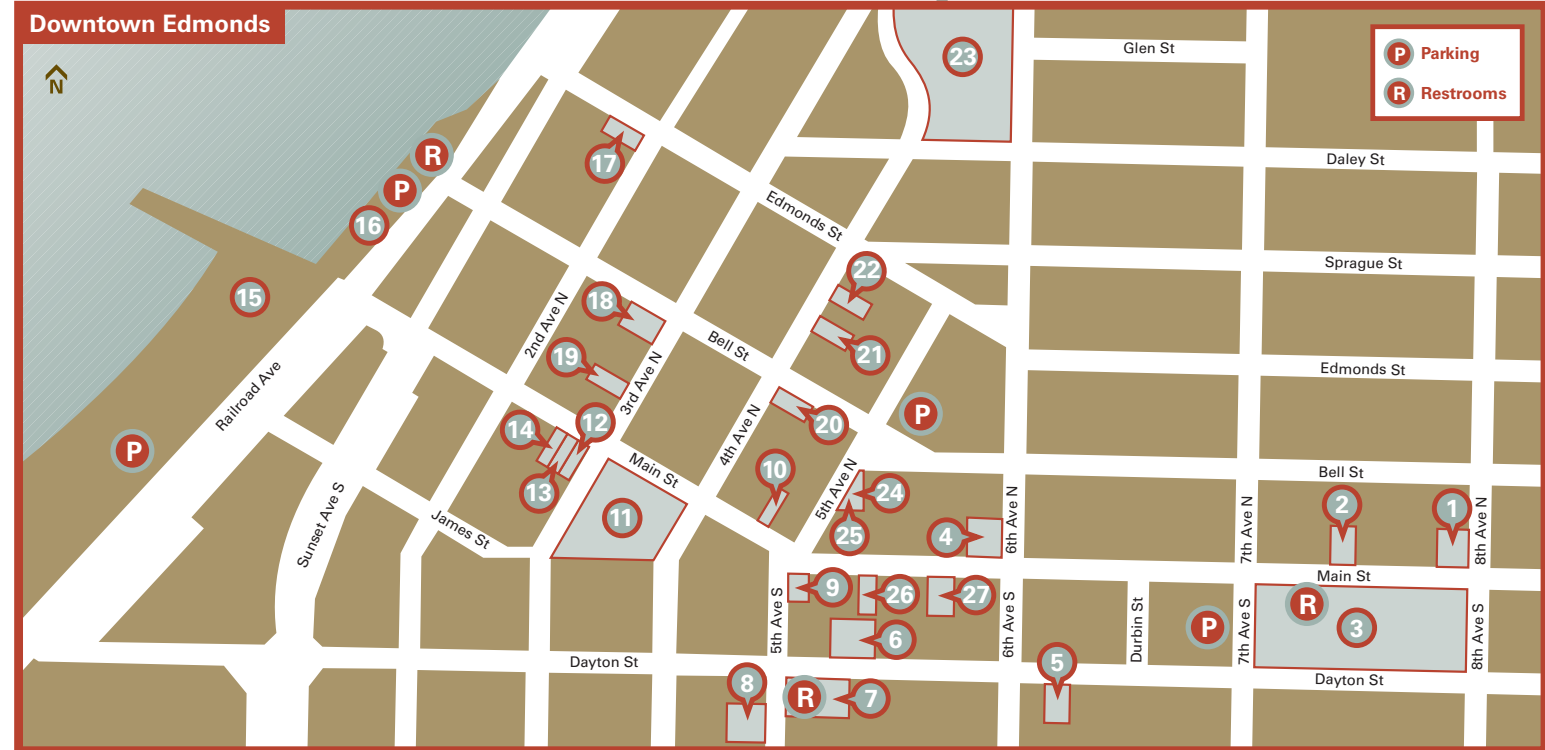 Downtown Edmonds
N
P Parking
R Restrooms
Glen St
23
Daley St
R
17
P
16
Edmonds St
Sprague St
22
15
18
2nd Ave N
Bell St
21
19
3rd Ave N
Edmonds St
Railroad Ave
20
P
14
12
4th Ave N
P
Main St
10
Bell St
13
5th Ave N
24
11
25
4
6th Ave N
7th Ave N
2
1
8th Ave N
Sunset Ave S
James St
Main St
9
26
27
5th Ave S
6
6th Ave S
Durbin St
P
7th Ave S
R
3
8th Ave S
Dayton St
5
Dayton St
8
R
7